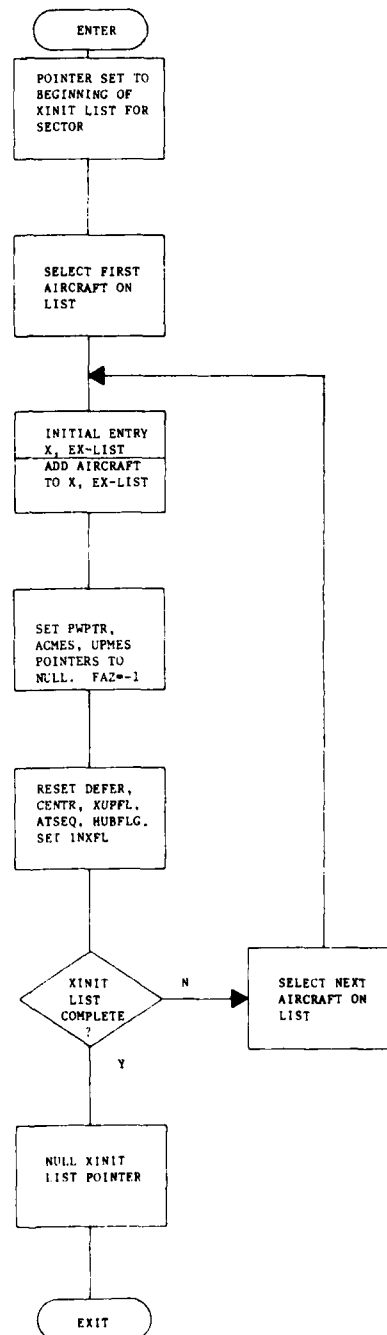 ENTER
POINTER SET TO
BEGINNING OF
XINIT LIST FOR
SECTOR
SELECT FIRST
AIRCRAFT ON
LIST
INITIAL ENTRY
X, EX-LIST
ADD AIRCRAFT
TO X, EX-LIST
SET PWPTR,
ACMES, UPMES
POINTERS TO
NULL. FAZ=-1
RESET DEFER,
CENTR, XUPFL,
ATSEQ, HUBFLG.
SET INXFL
XINIT
LIST
COMPLETE
?
N
SELECT NEXT
AIRCRAFT ON
LIST
Y
NULL XINIT
LIST POINTER
EXIT